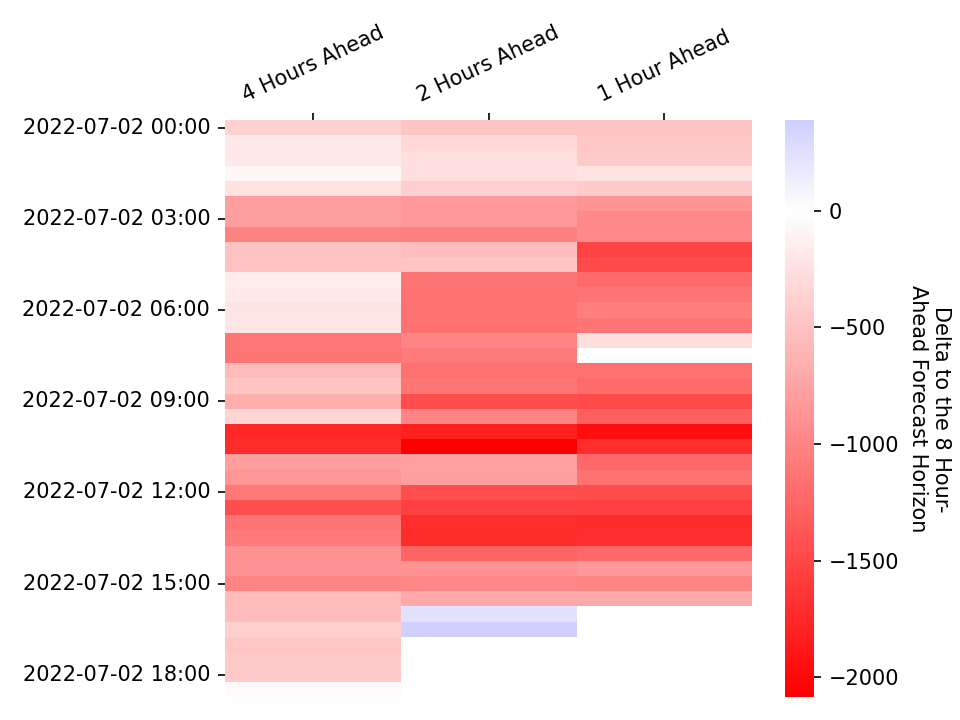 4 Hours Ahead
2 Hours Ahead
1 Hour Ahead
2022-07-02 00:00
2022-07-02 03:00
2022-07-02 06:00
2022-07-02 09:00
2022-07-02 12:00
2022-07-02 15:00
2022-07-02 18:00
0
−500
−1000
−1500
−2000
Delta to the 8 Hour-
Ahead Forecast Horizon